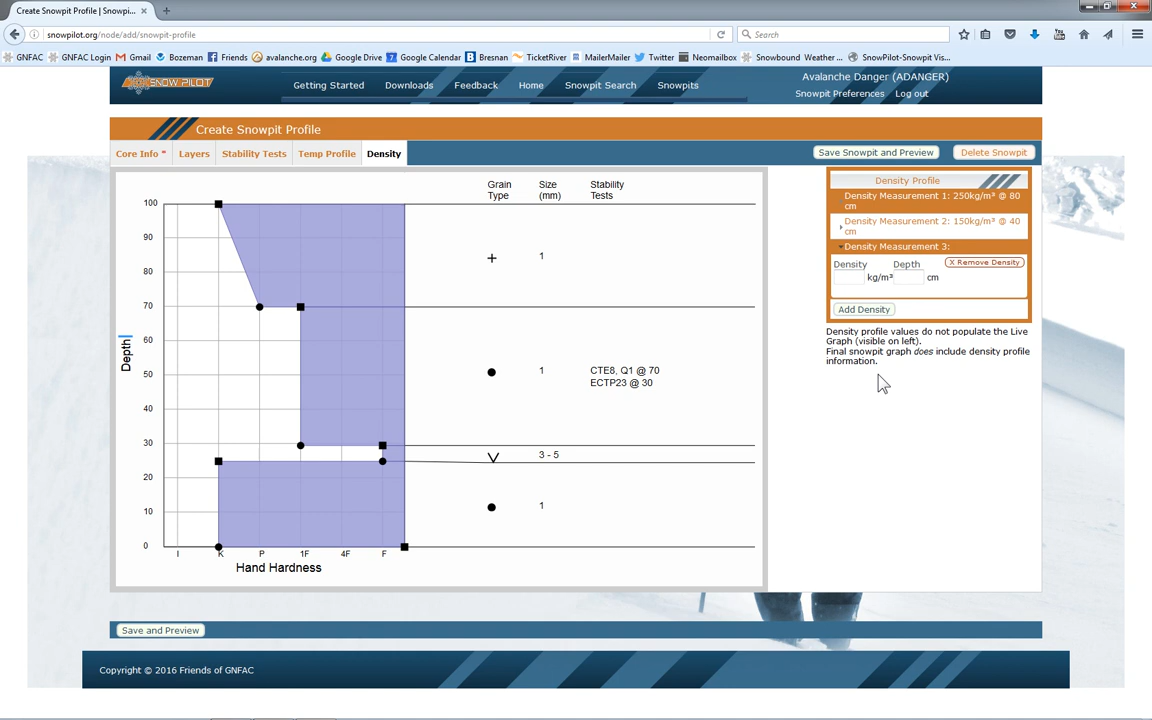 Create Snowpit Profile | Snowpi... ×
snowpilot.org/node/add/snowpit-profile
Search
GNFAC GNFAC Login Gmail Bozeman Friends avalanche.org Google Drive Google Calendar Bresnan TicketRiver MailerMailer Twitter Neomailbox Snowbound Weather ... SnowPilot-Snowpit Vis...
SNOW PILOT
Getting Started Downloads Feedback Home Snowpit Search Snowpits
Avalanche Danger (ADANGER)
Snowpit Preferences Log out
Create Snowpit Profile
Core Info * Layers Stability Tests Temp Profile Density
Save Snowpit and Preview Delete Snowpit
Grain Type
Size (mm)
Stability Tests
100
90
80
70
60
50
40
30
20
10
0
Depth
I K P 1F 4F F
Hand Hardness
+ 1
1
CTE8, Q1 @ 70
ECTP23 @ 30
3 - 5
1
Density Profile
Density Measurement 1: 250kg/m³ @ 80
cm
Density Measurement 2: 150kg/m³ @ 40
cm
Density Measurement 3:
Density Depth
X Remove Density
kg/m³ cm
Add Density
Density profile values do not populate the Live
Graph (visible on left).
Final snowpit graph does include density profile
information.
Save and Preview
Copyright © 2016 Friends of GNFAC